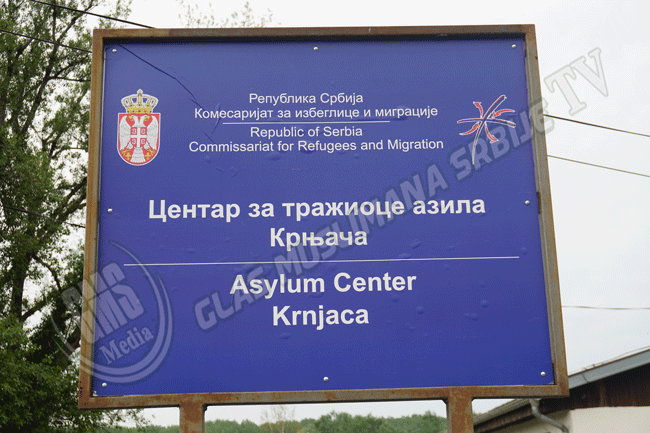 Република Србија
Комесаријат за избеглице и миграције
Republic of Serbia
Commissariat for Refugees and Migration
Центар за тражиоце азила
Крњача
Asylum Center
Krnjaca
GLAS MUSLIMANA SRBIJE TV
GMS
Media